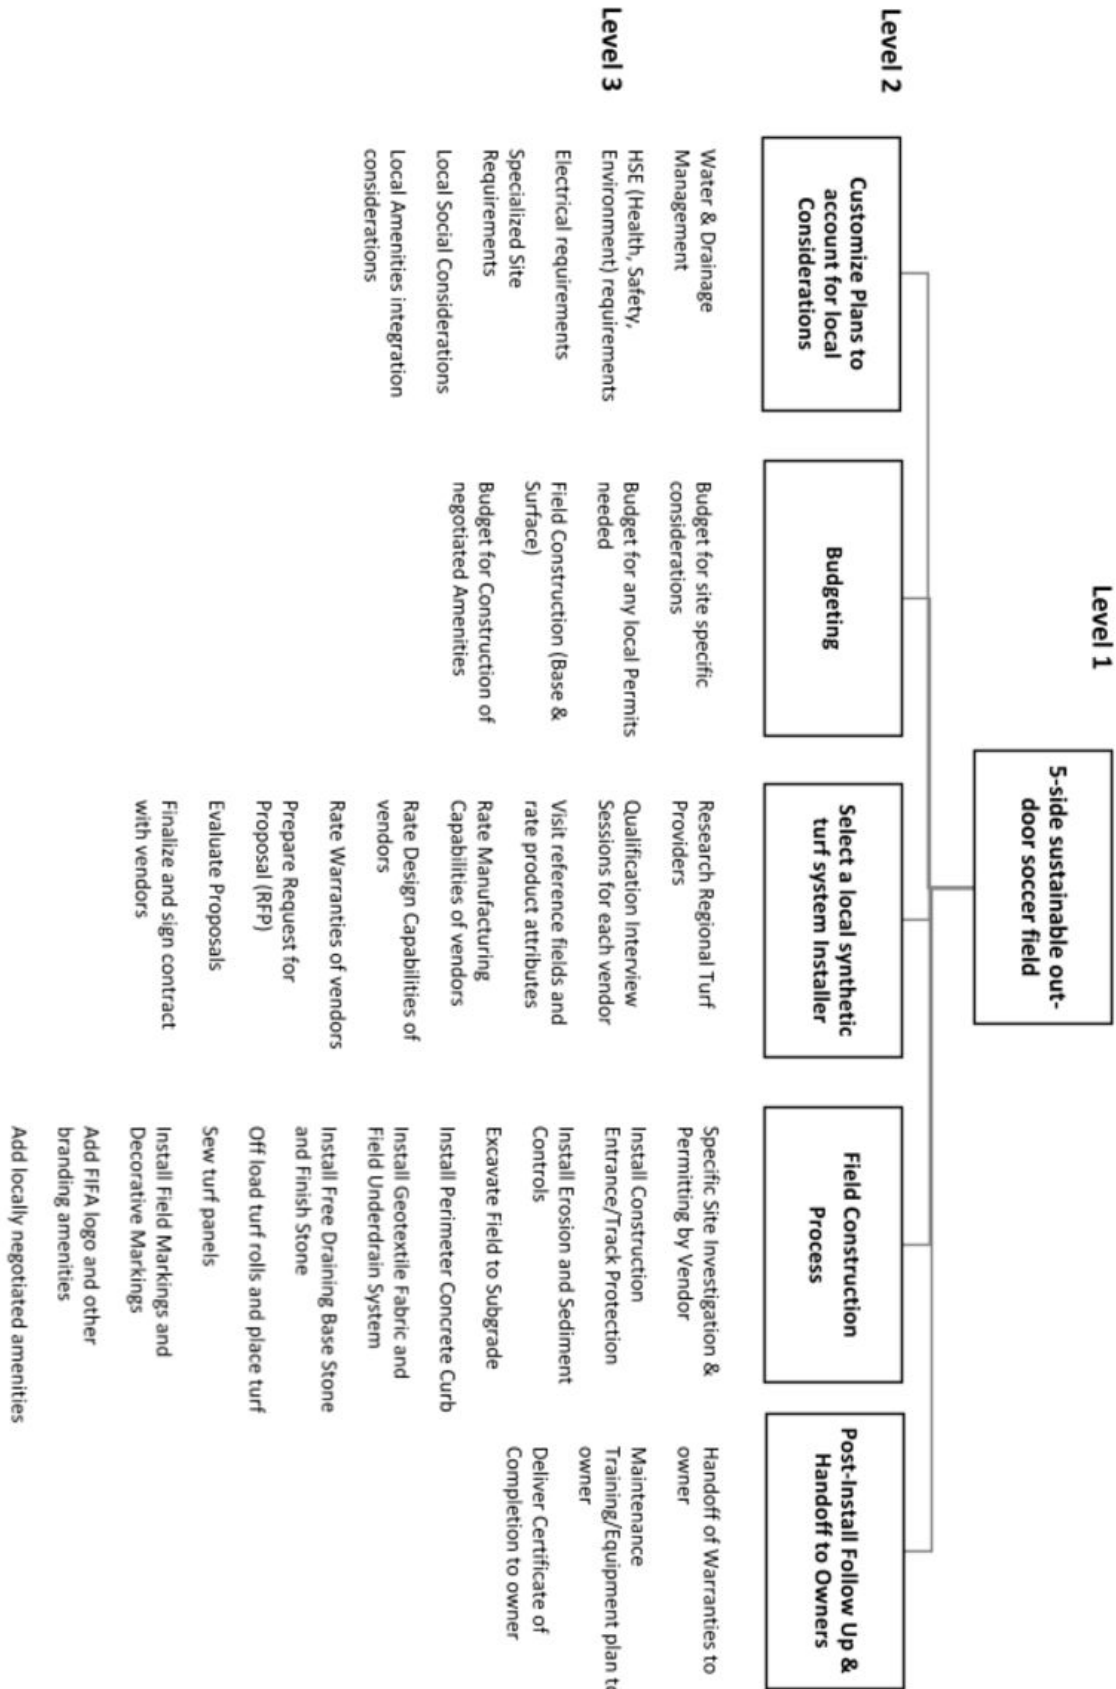 Level 1
5-side sustainable out-
door soccer field
Level 2
Customize Plans to
account for local
Considerations
Budgeting
Select a local synthetic
turf system Installer
Field Construction
Process
Post-Install Follow Up &
Handoff to Owners
Level 3
Water & Drainage
Management
HSE (Health, Safety,
Environment) requirements
Electrical requirements
Specialized Site
Requirements
Local Social Considerations
Local Amenities integration
considerations
Budget for site specific
considerations
Budget for any local Permits
needed
Field Construction (Base &
Surface)
Budget for Construction of
negotiated Amenities
Research Regional Turf
Providers
Qualification Interview
Sessions for each vendor
Visit reference fields and
rate product attributes
Rate Manufacturing
Capabilities of vendors
Rate Design Capabilities of
vendors
Rate Warranties of vendors
Prepare Request for
Proposal (RFP)
Evaluate Proposals
Finalize and sign contract
with vendors
Specific Site Investigation &
Permitting by Vendor
Install Construction
Entrance/Track Protection
Install Erosion and Sediment
Controls
Excavate Field to Subgrade
Install Perimeter Concrete Curb
Install Geotextile Fabric and
Field Underdrain System
Install Free Draining Base Stone
and Finish Stone
Off load turf rolls and place turf
Sew turf panels
Install Field Markings and
Decorative Markings
Add FIFA logo and other
branding amenities
Add locally negotiated amenities
Handoff of Warranties to
owner
Maintenance
Training/Equipment plan to
owner
Deliver Certificate of
Completion to owner